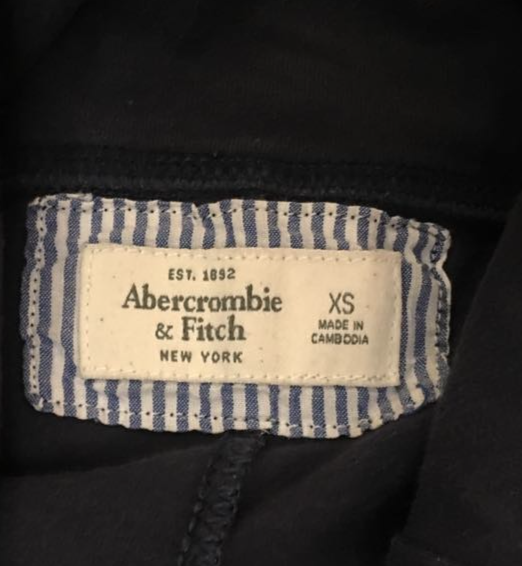 EST. 1892
Abercrombie
& Fitch
NEW YORK
XS
MADE IN
CAMBODIA